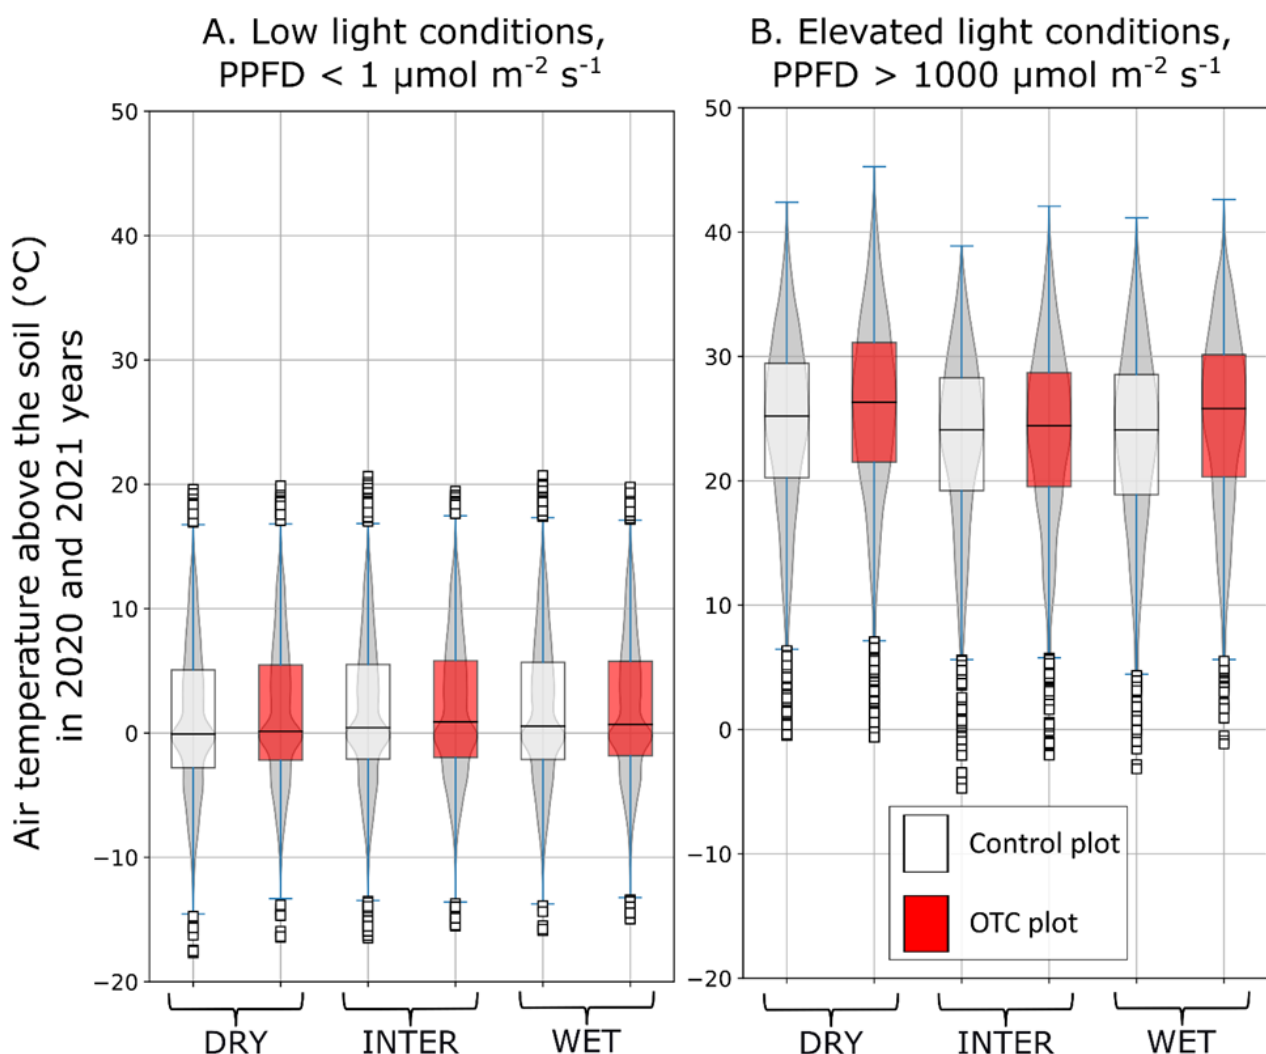 A. Low light conditions,
PPFD < 1 µmol m⁻² s⁻¹
B. Elevated light conditions,
PPFD > 1000 µmol m⁻² s⁻¹
Air temperature above the soil (°C)
in 2020 and 2021 years
50
40
30
20
10
0
−10
−20
DRY
INTER
WET
50
40
30
20
10
0
−10
−20
Control plot
OTC plot
DRY
INTER
WET